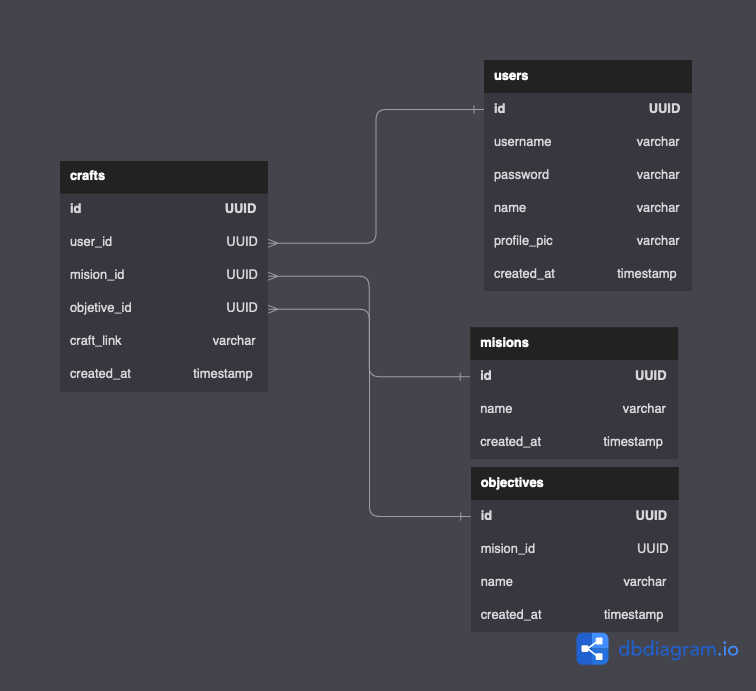 crafts
id UUID
user_id UUID
mision_id UUID
objetive_id UUID
craft_link varchar
created_at timestamp
users
id UUID
username varchar
password varchar
name varchar
profile_pic varchar
created_at timestamp
misions
id UUID
name varchar
created_at timestamp
objectives
id UUID
mision_id UUID
name varchar
created_at timestamp
dbdiagram.io